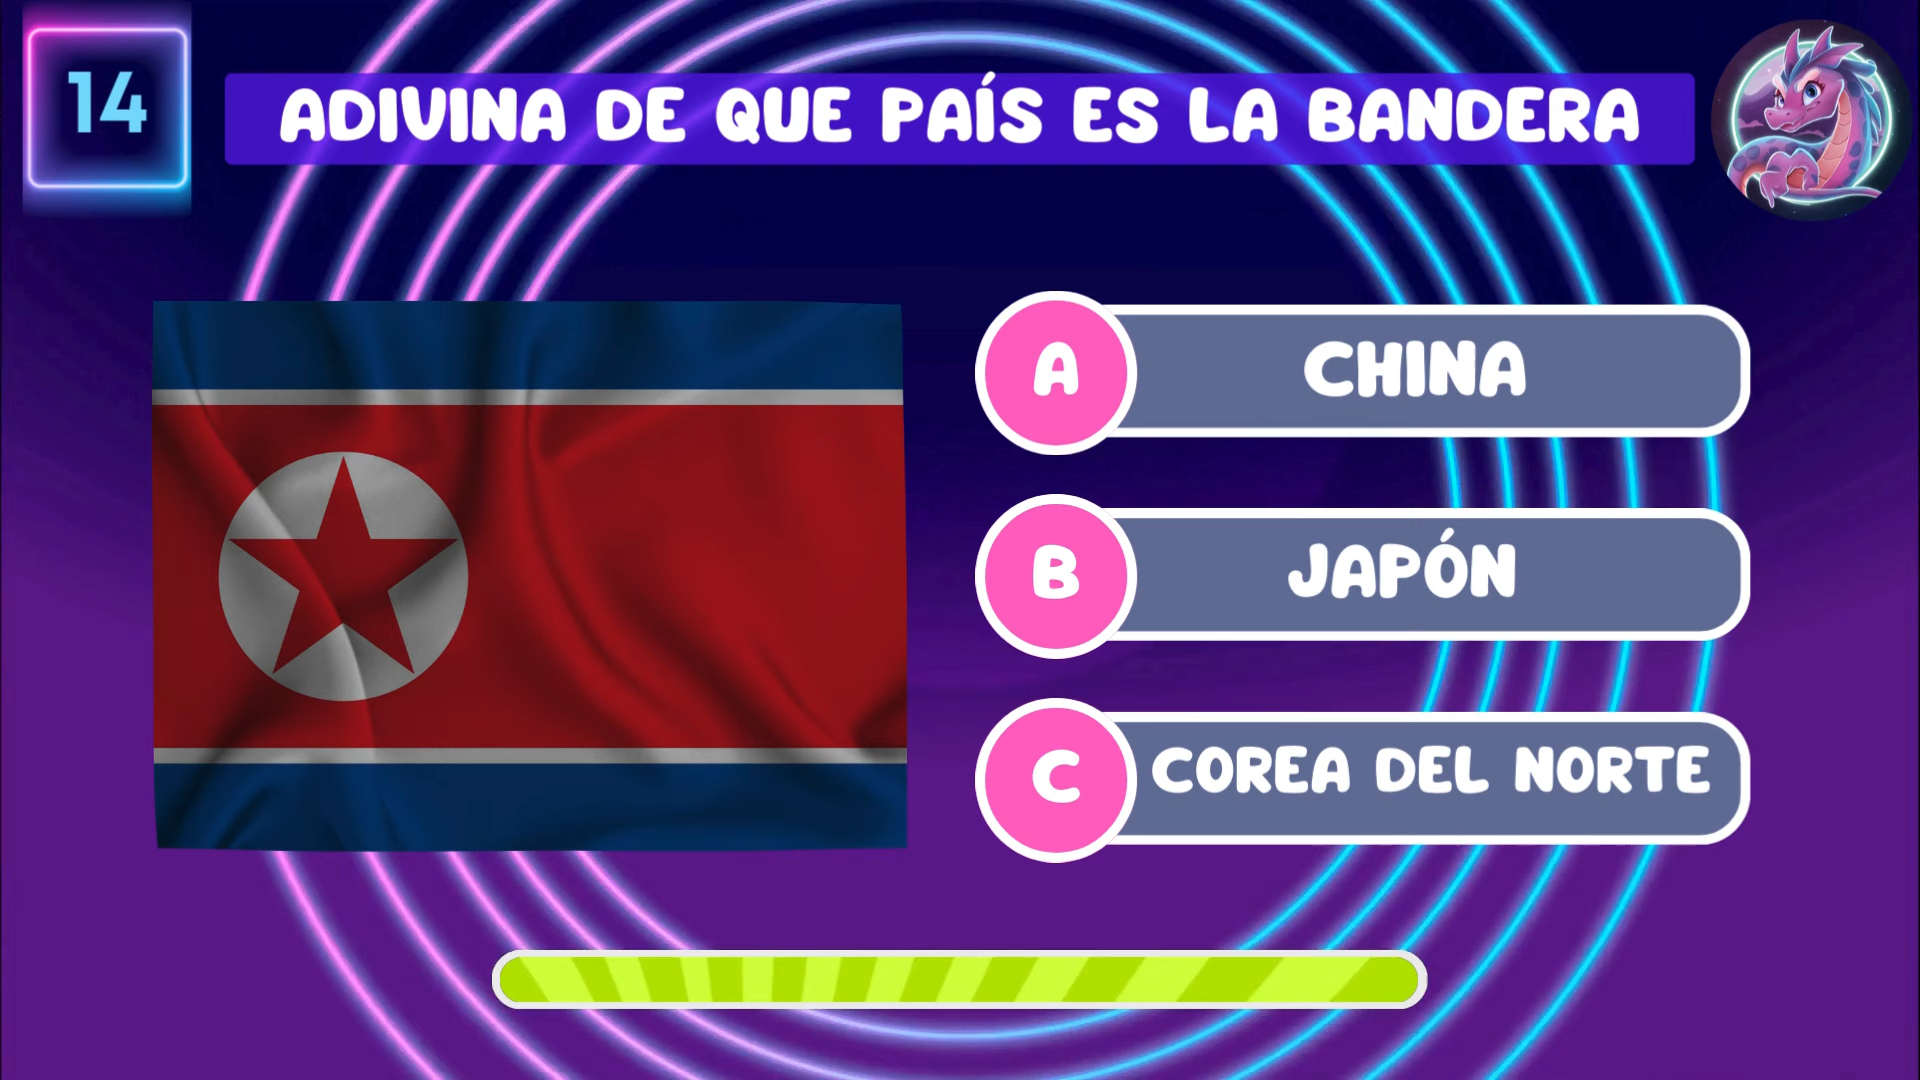 14
ADIVINA DE QUE PAÍS ES LA BANDERA
A CHINA
B JAPÓN
C COREA DEL NORTE